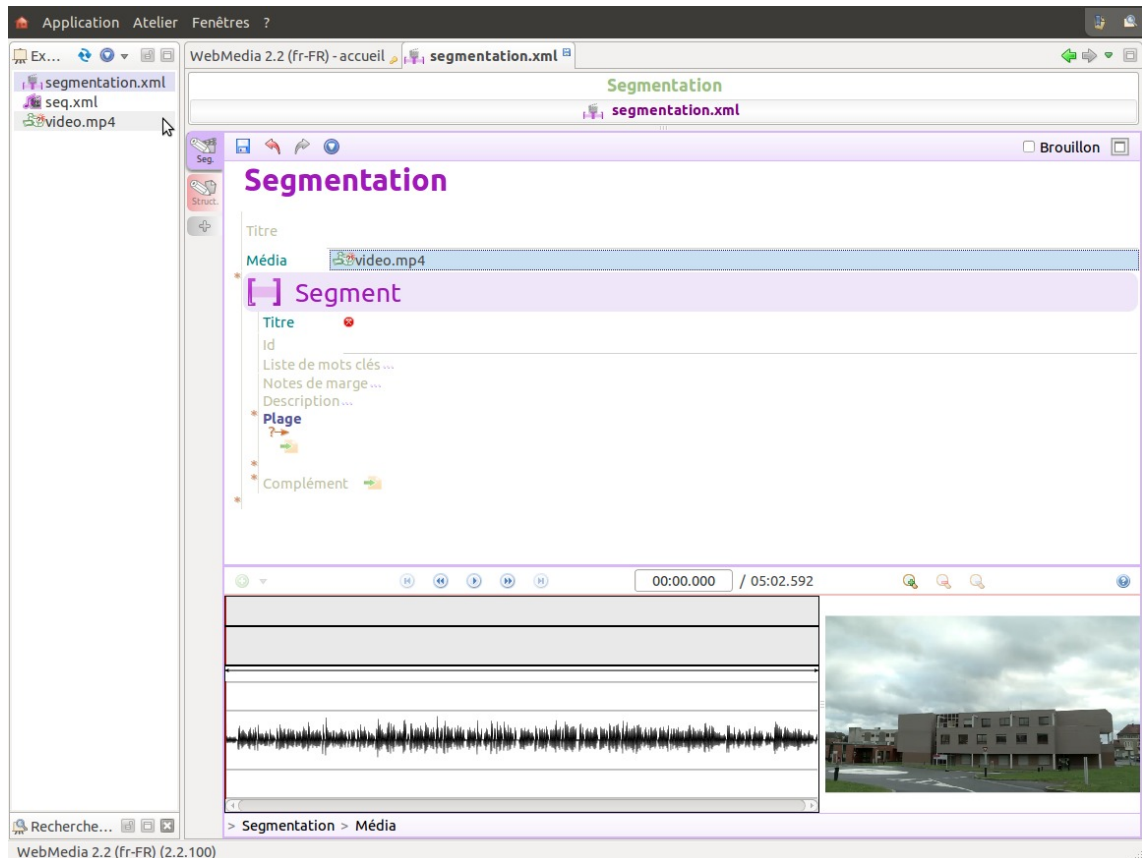 Application Atelier Fenêtres ?
Ex...
WebMedia 2.2 (fr-FR) - accueil
segmentation.xml
segmentation.xml
seq.xml
video.mp4
Segmentation
segmentation.xml
Seg.
Brouillon
Struct.
Segmentation
Titre
Média video.mp4
Segment
Titre
Id
Liste de mots clés ...
Notes de marge ...
Description ...
Plage
Complément
00:00.000 / 05:02.592
Recherche...
> Segmentation > Média
WebMedia 2.2 (fr-FR) (2.2.100)